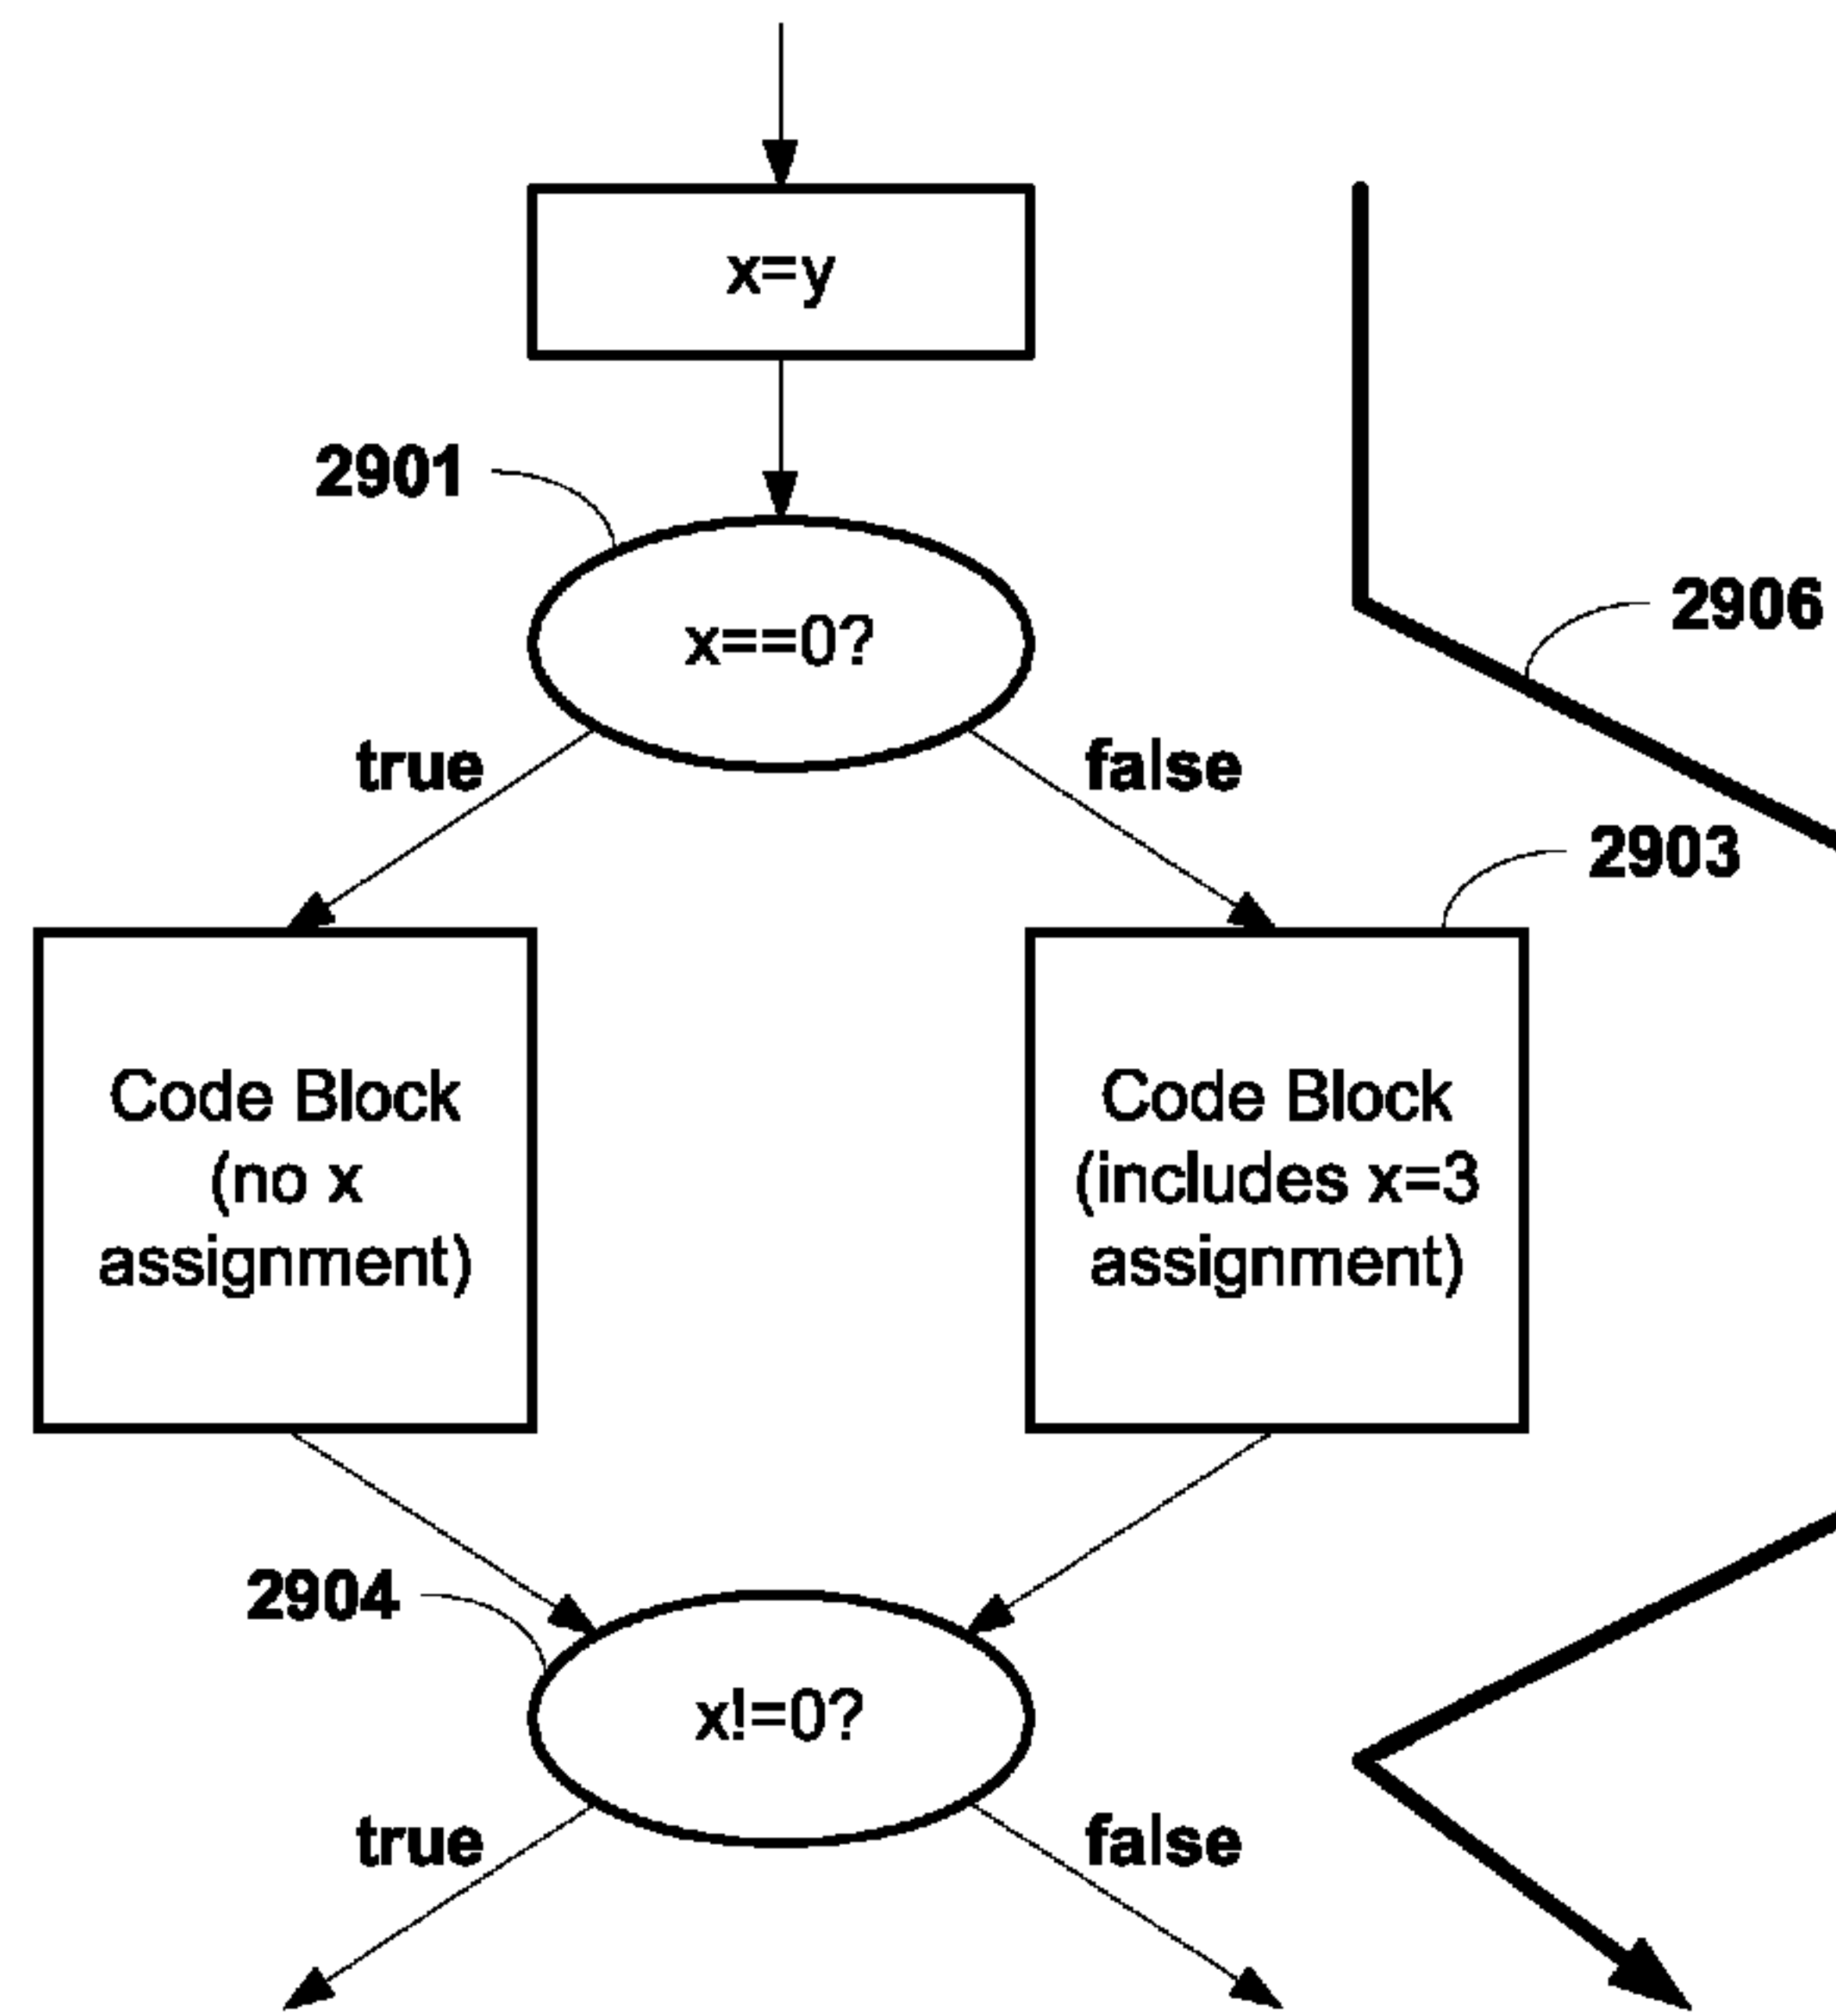 x=y
2901
x==0?
2906
true
false
2903
Code Block
(no x
assignment)
Code Block
(includes x=3
assignment)
2904
x!=0?
true
false